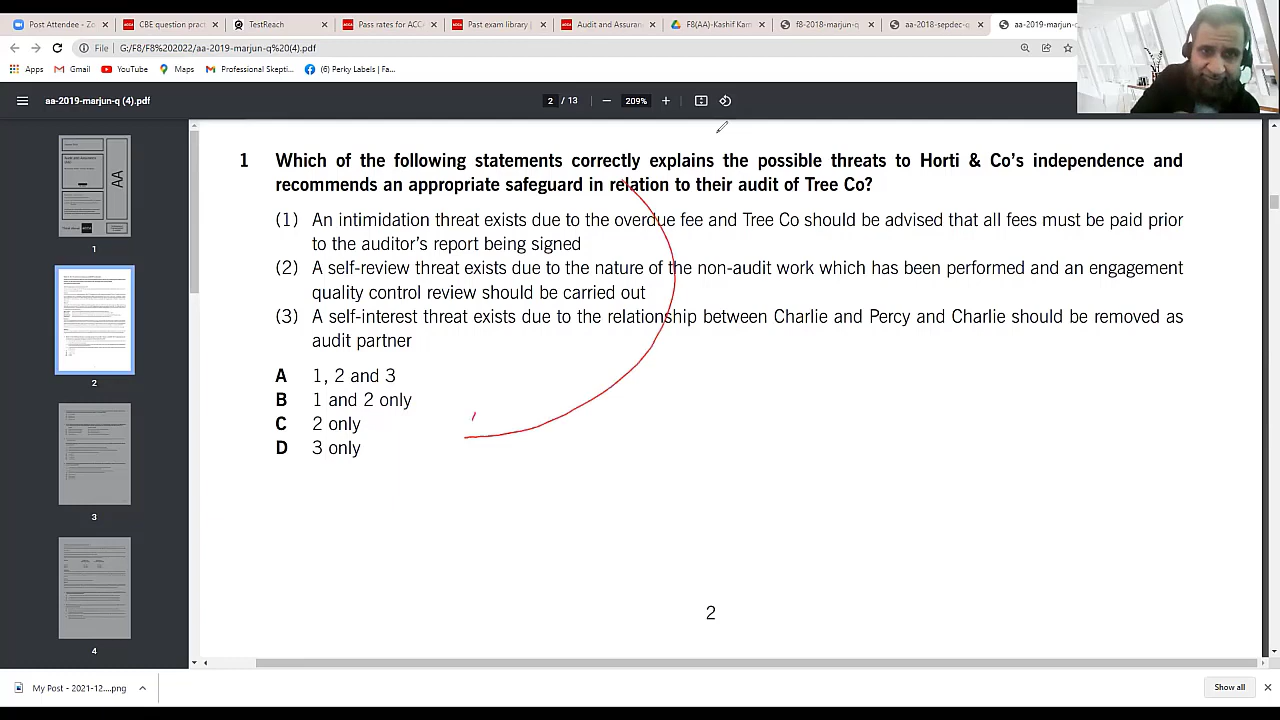 Post Attendee - Zo
CBE question pract
TestReach
Pass rates for ACCA
Past exam library |
Audit and Assuran
F8(AA)-Kashif Kam
f8-2018-marjun-q
aa-2018-sepdec-q
aa-2019-marjun-q
File G:/F8/F8%202022/aa-2019-marjun-q%20(4).pdf
Apps Gmail YouTube Maps Professional Skepti... (6) Perky Labels | Fa...
aa-2019-marjun-q (4).pdf 2 / 13 209%
AA
1
2
3
4
1 Which of the following statements correctly explains the possible threats to Horti & Co's independence and
recommends an appropriate safeguard in relation to their audit of Tree Co?
(1) An intimidation threat exists due to the overdue fee and Tree Co should be advised that all fees must be paid prior
to the auditor's report being signed
(2) A self-review threat exists due to the nature of the non-audit work which has been performed and an engagement
quality control review should be carried out
(3) A self-interest threat exists due to the relationship between Charlie and Percy and Charlie should be removed as
audit partner
A 1, 2 and 3
B 1 and 2 only
C 2 only
D 3 only
2
My Post - 2021-12....png
Show all